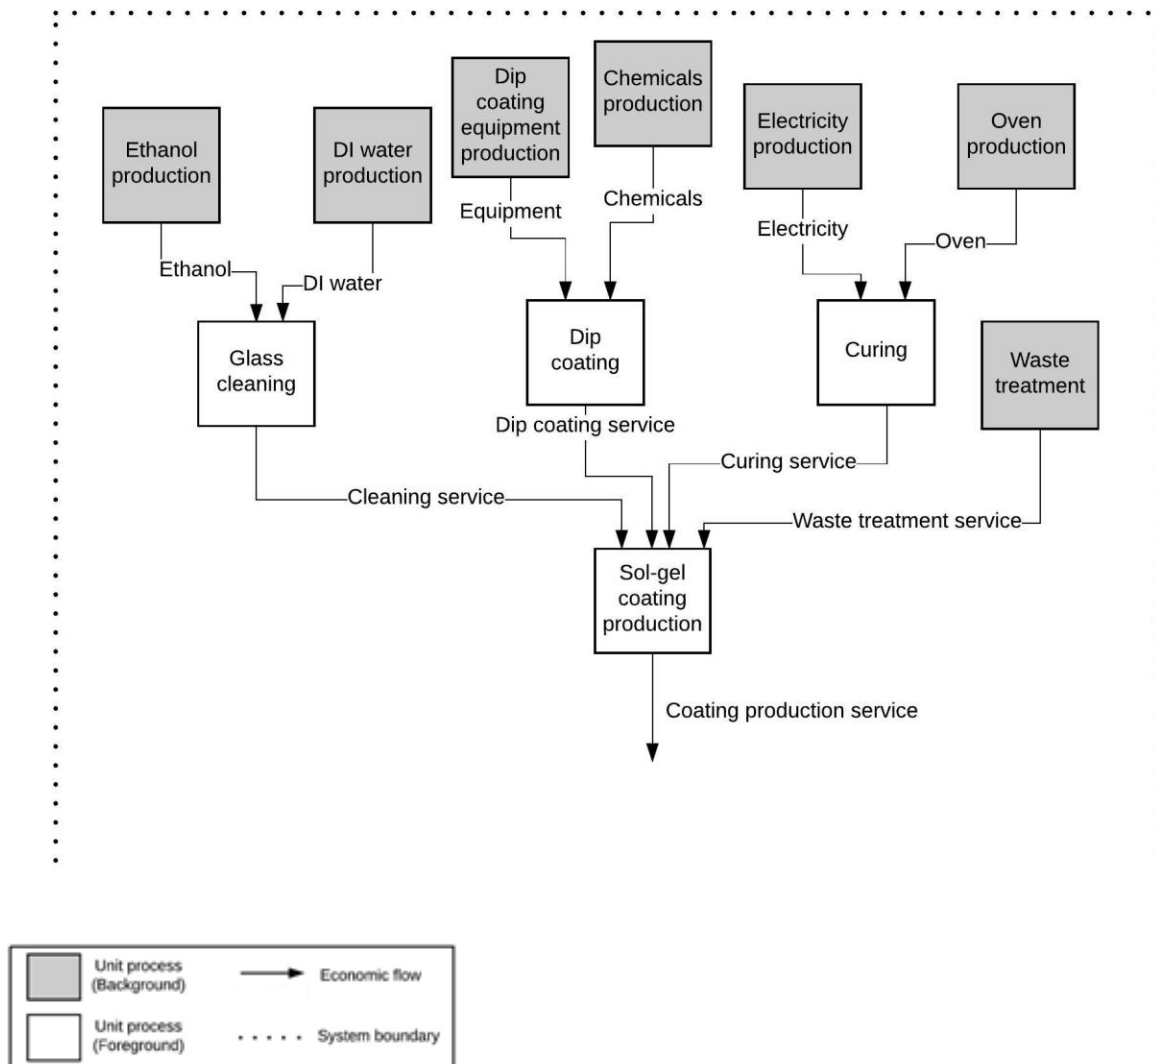 Ethanol
production
DI water
production
Dip
coating
equipment
production
Chemicals
production
Electricity
production
Oven
production
Equipment
Chemicals
Electricity
Oven
Ethanol
DI water
Glass
cleaning
Dip
coating
Curing
Waste
treatment
Dip coating service
Curing service
Cleaning service
Waste treatment service
Sol-gel
coating
production
Coating production service
Unit process
(Background)
Economic flow
Unit process
(Foreground)
System boundary